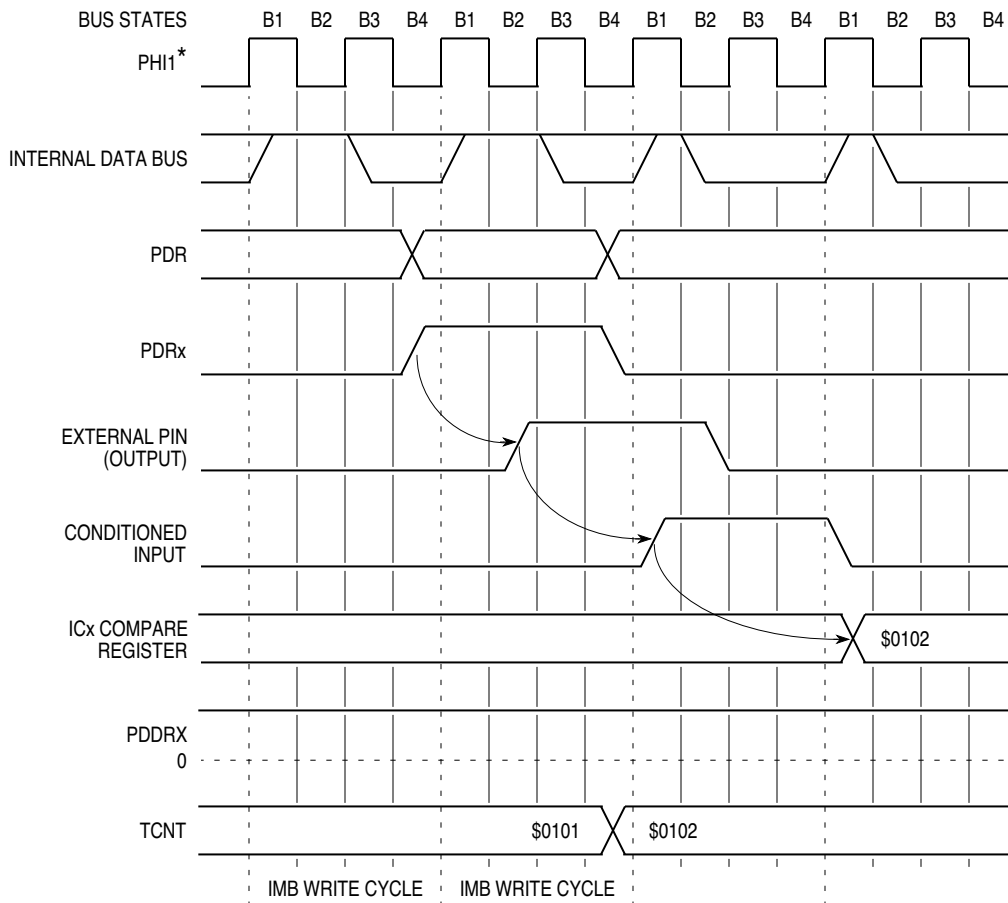 BUS STATES B1 B2 B3 B4 B1 B2 B3 B4 B1 B2 B3 B4 B1 B2 B3 B4
PHI1*
INTERNAL DATA BUS
PDR
PDRx
EXTERNAL PIN
(OUTPUT)
CONDITIONED
INPUT
ICx COMPARE
REGISTER
$0102
PDDRX
0
TCNT $0101 $0102
IMB WRITE CYCLE IMB WRITE CYCLE